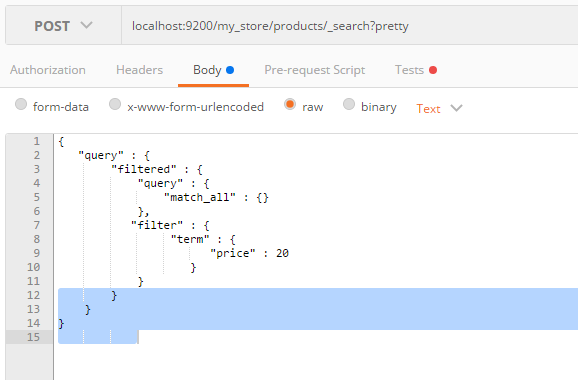 POST localhost:9200/my_store/products/_search?pretty
Authorization Headers Body Pre-request Script Tests
form-data x-www-form-urlencoded raw binary Text
1 {
2 "query" : {
3 "filtered" : {
4 "query" : {
5 "match_all" : {}
6 },
7 "filter" : {
8 "term" : {
9 "price" : 20
10 }
11 }
12 }
13 }
14 }
15